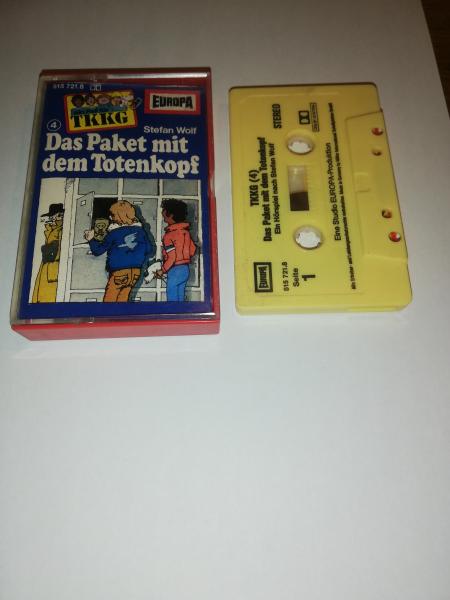 515 721.8
TKKG
EUROPA
4
Stefan Wolf
Das Paket mit
dem Totenkopf
STEREO
TKKG (4)
Das Paket mit dem Totenkopf
Ein Hörspiel nach Stefan Wolf
Eine Studio EUROPA-Produktion
EUROPA
515 721.8
Seite
1